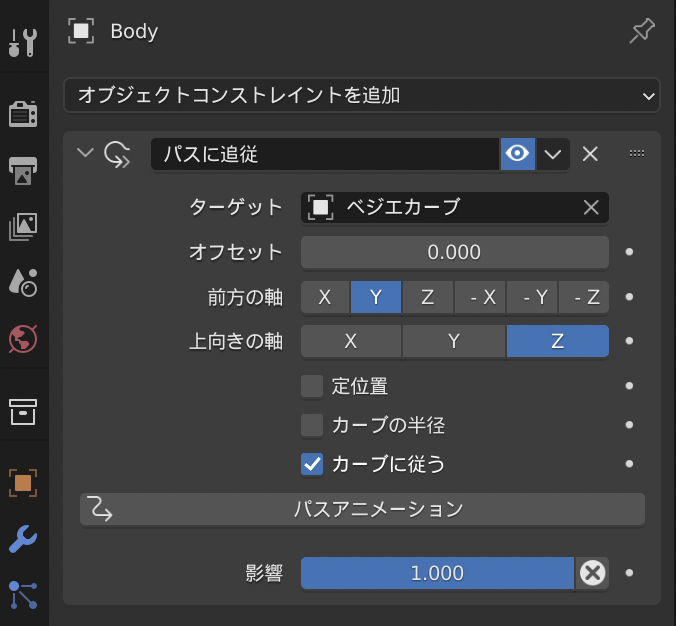 Body
オブジェクトコンストレイントを追加
パスに追従
ターゲット ベジエカーブ
オフセット 0.000
前方の軸 X Y Z - X - Y - Z
上向きの軸 X Y Z
定位置
カーブの半径
カーブに従う
パスアニメーション
影響 1.000